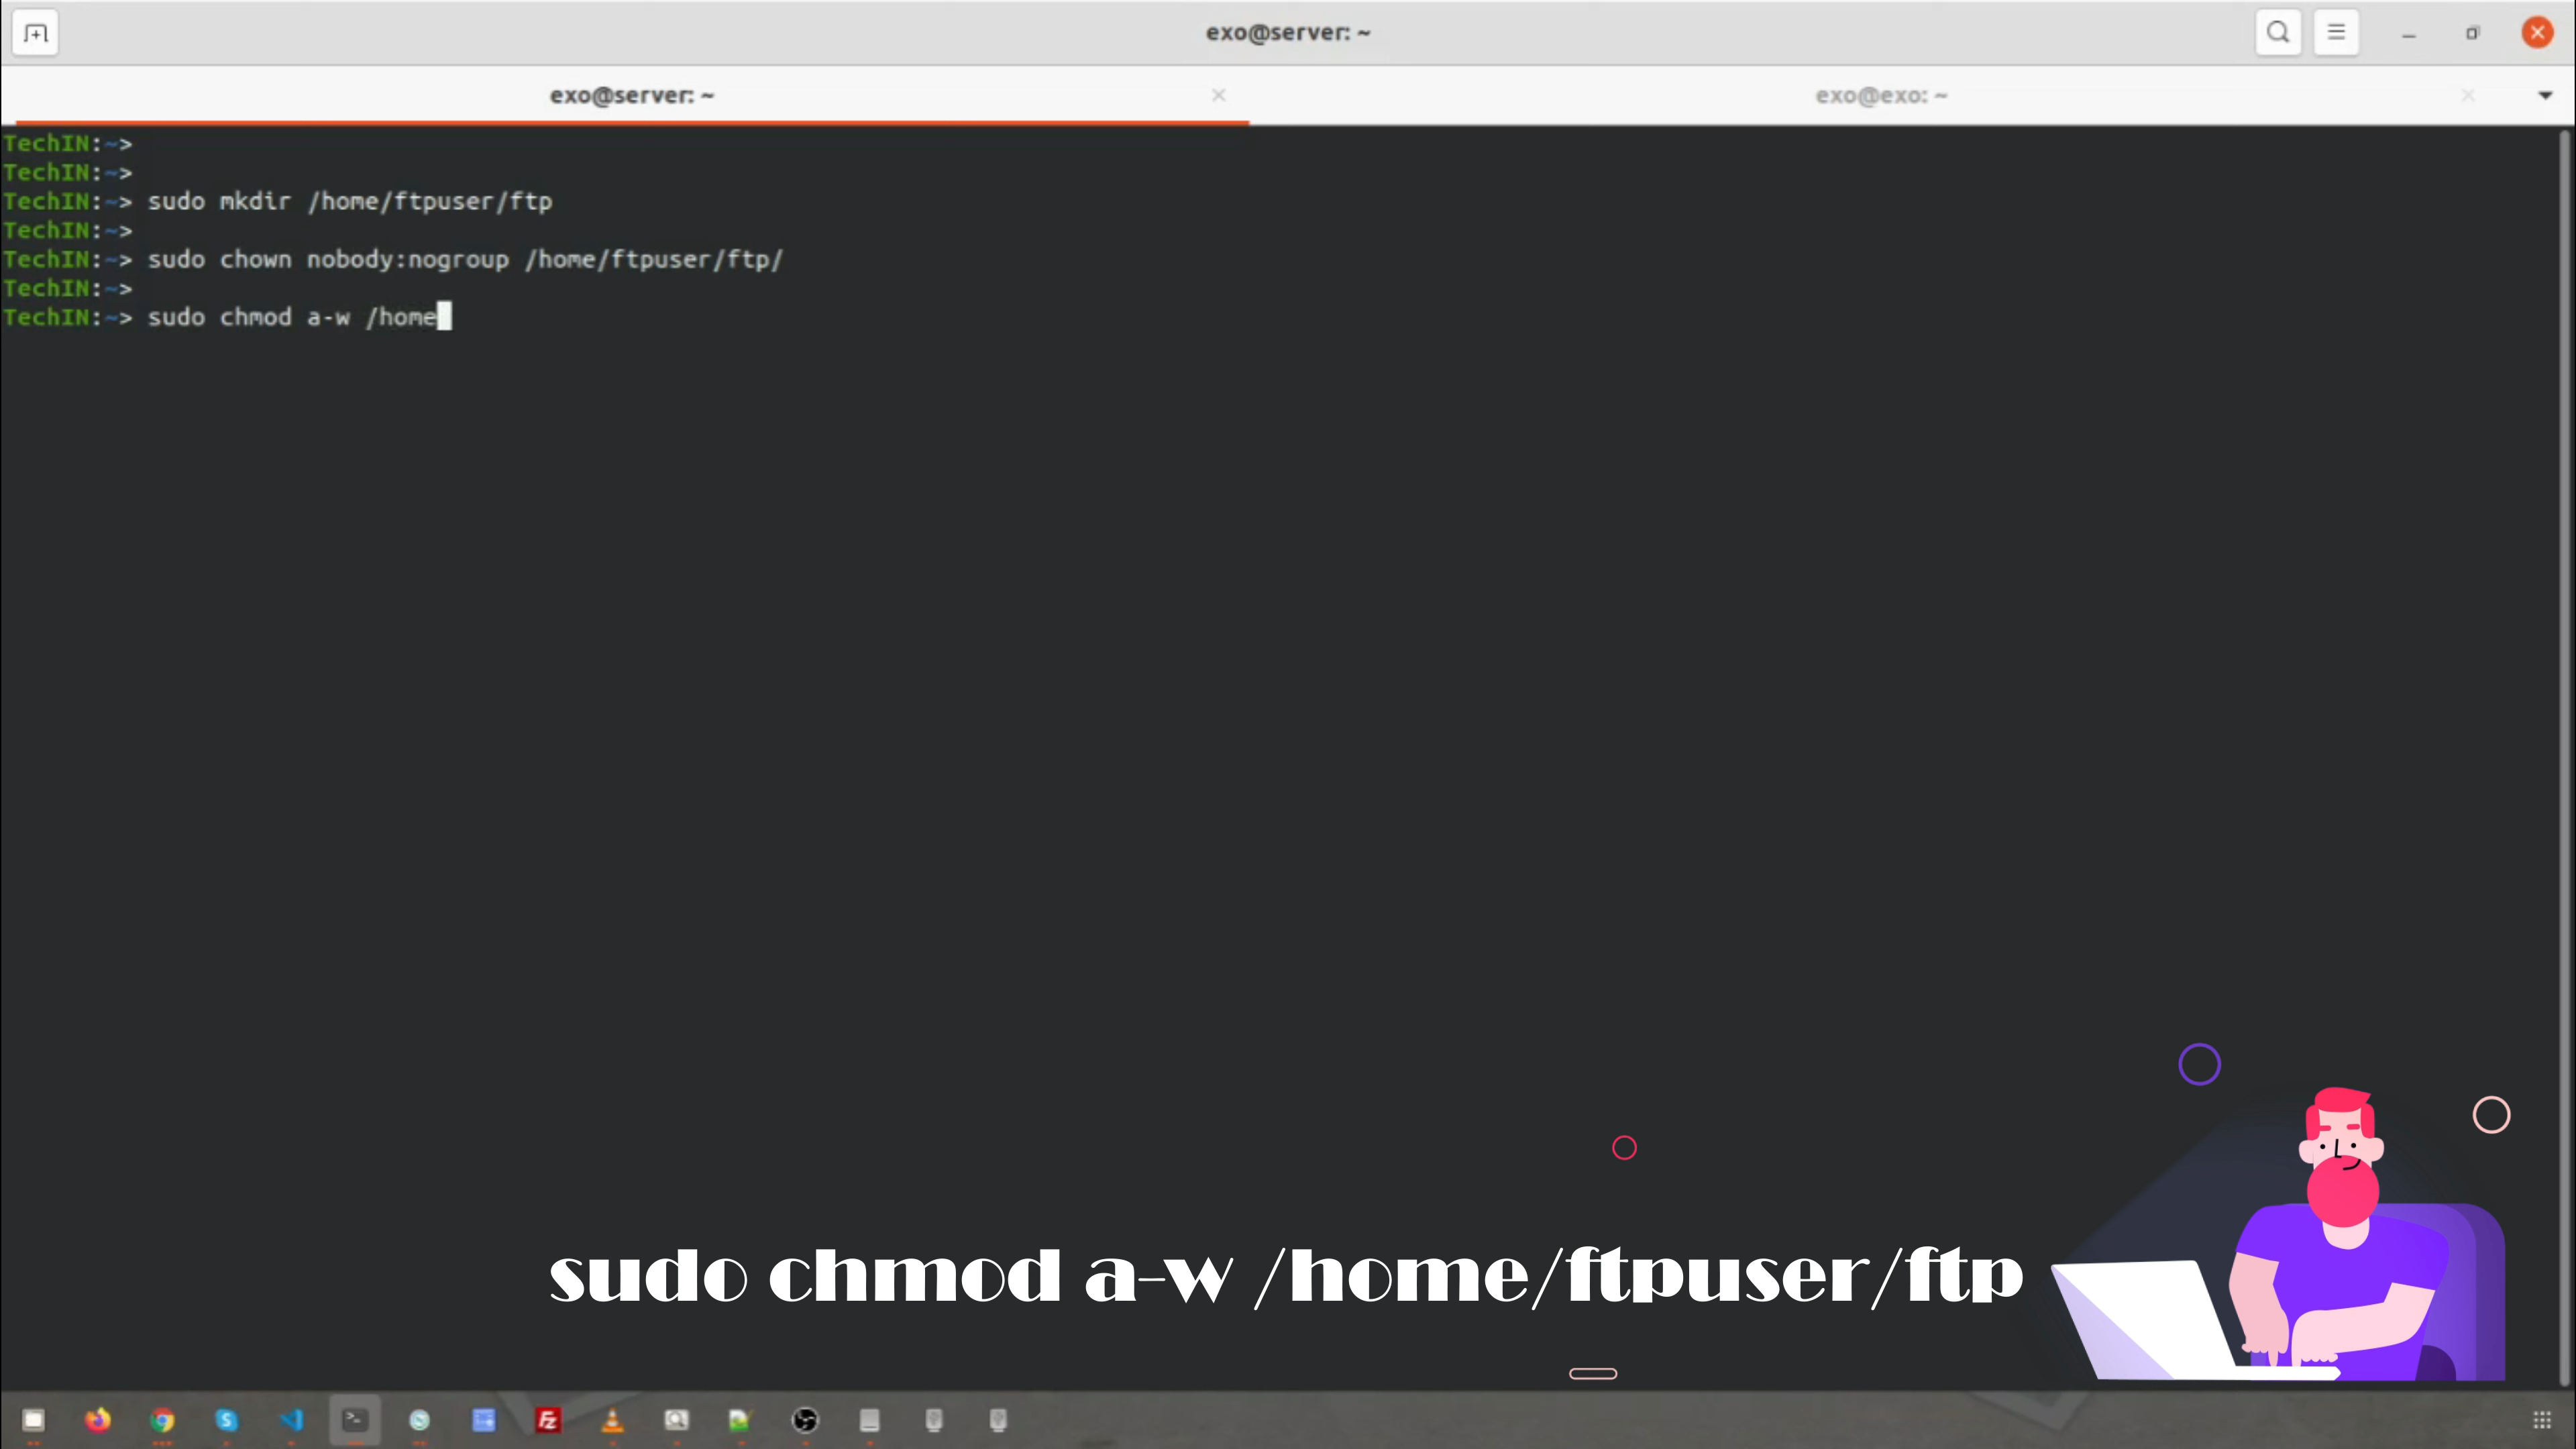 exo@server: ~
exo@server: ~
exo@exo: ~
TechIN:~>
TechIN:~>
TechIN:~> sudo mkdir /home/ftpuser/ftp
TechIN:~>
TechIN:~> sudo chown nobody:nogroup /home/ftpuser/ftp/
TechIN:~>
TechIN:~> sudo chmod a-w /home
sudo chmod a-w /home/ftpuser/ftp